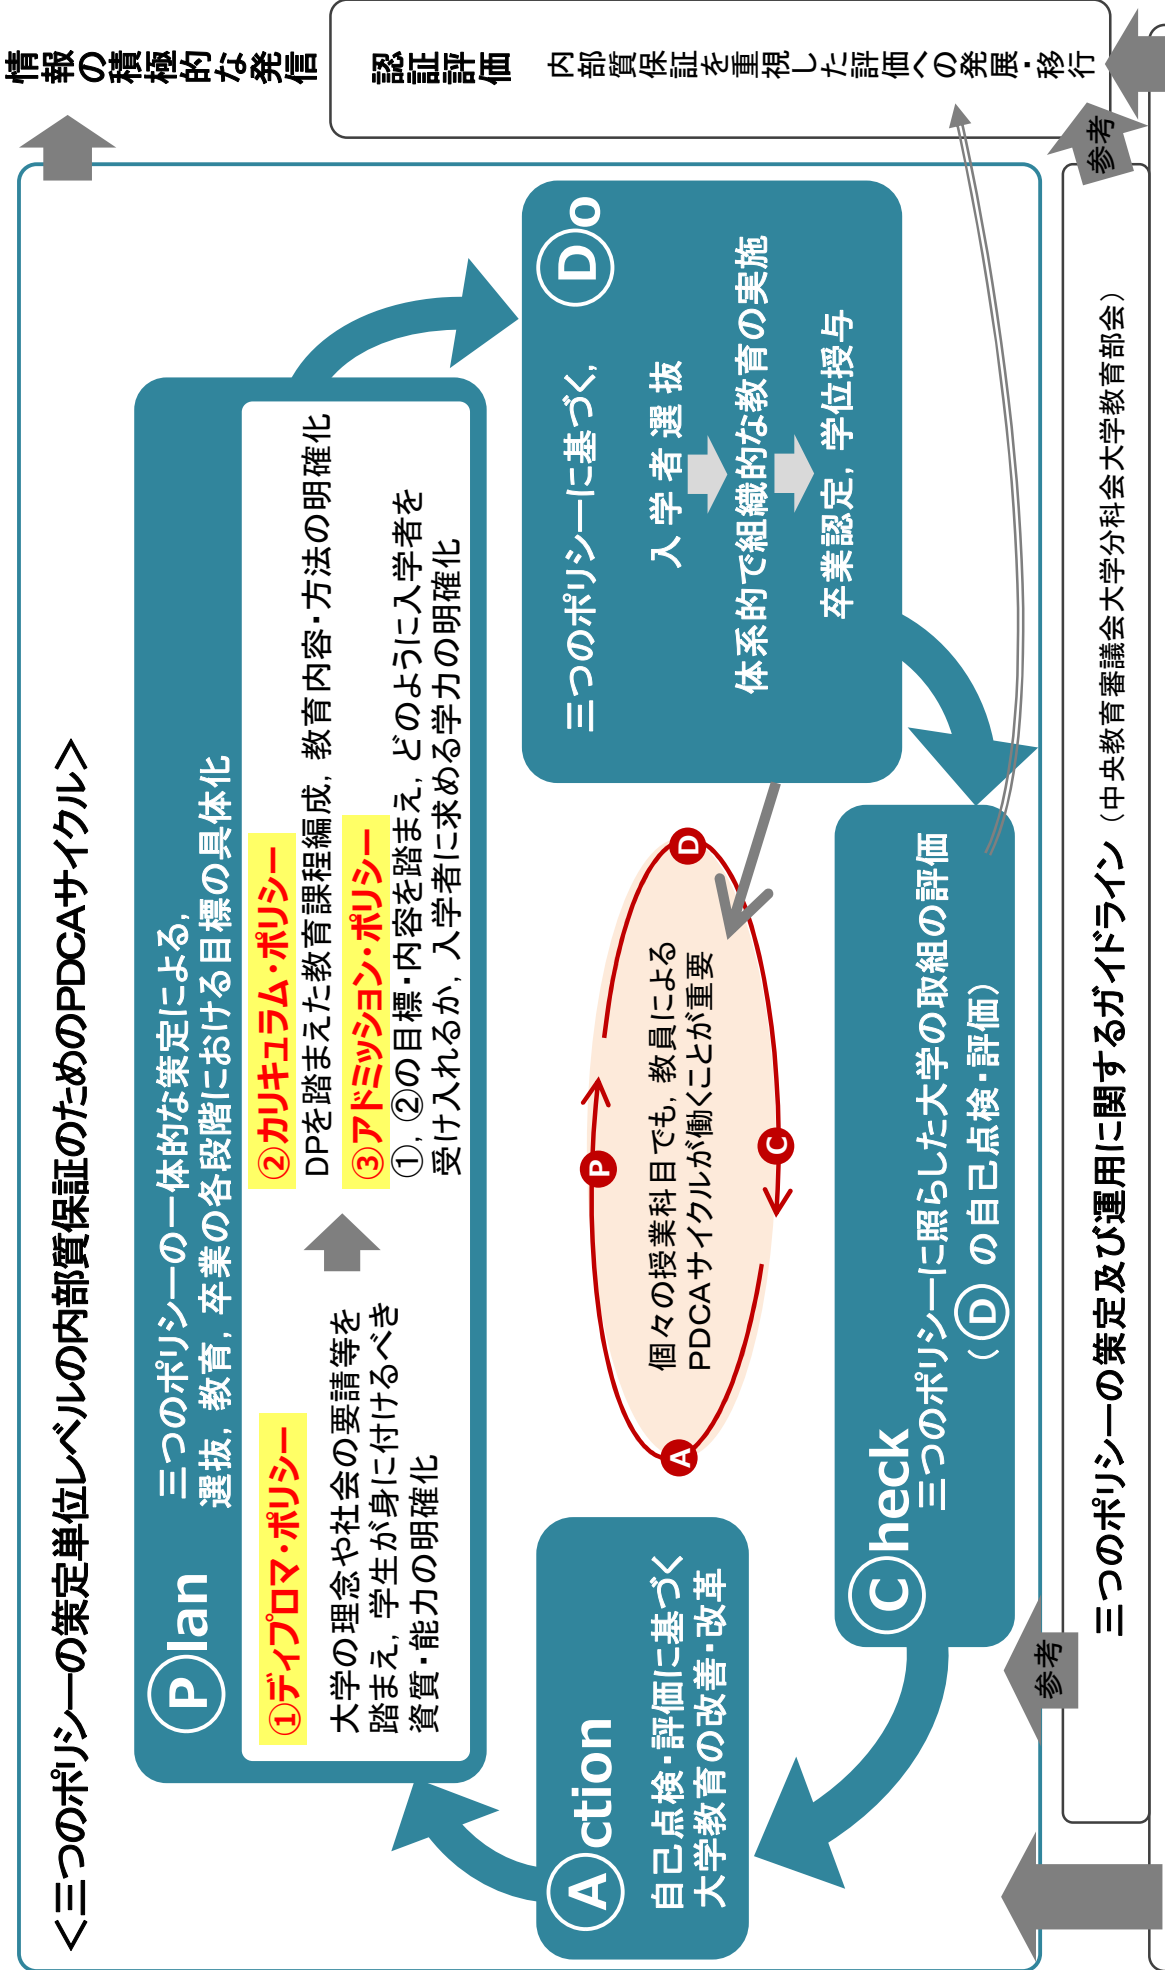 <三つのポリシーの策定単位レベルの内部質保証のためのPDCAサイクル>
Plan
三つのポリシーの一体的な策定による,
選抜, 教育, 卒業の各段階における目標の具体化
①ディプロマ・ポリシー
大学の理念や社会の要請等を
踏まえ, 学生が身に付けるべき
資質・能力の明確化
②カリキュラム・ポリシー
DPを踏まえた教育課程編成, 教育内容・方法の明確化
③アドミッション・ポリシー
①, ②の目標・内容を踏まえ, どのように入学者を
受け入れるか, 入学者に求める学力の明確化
Do
三つのポリシーに基づく,
入学者選抜
体系的で組織的な教育の実施
卒業認定, 学位授与
P
D
C
A
個々の授業科目でも, 教員による
PDCAサイクルが働くことが重要
Action
自己点検・評価に基づく
大学教育の改善・改革
Check
三つのポリシーに照らした大学の取組の評価
(Dの自己点検・評価)
情報の積極的な発信
認証評価
内部質保証を重視した評価への発展・移行
参考
参考
三つのポリシーの策定及び運用に関するガイドライン (中央教育審議会大学分科会大学教育部会)